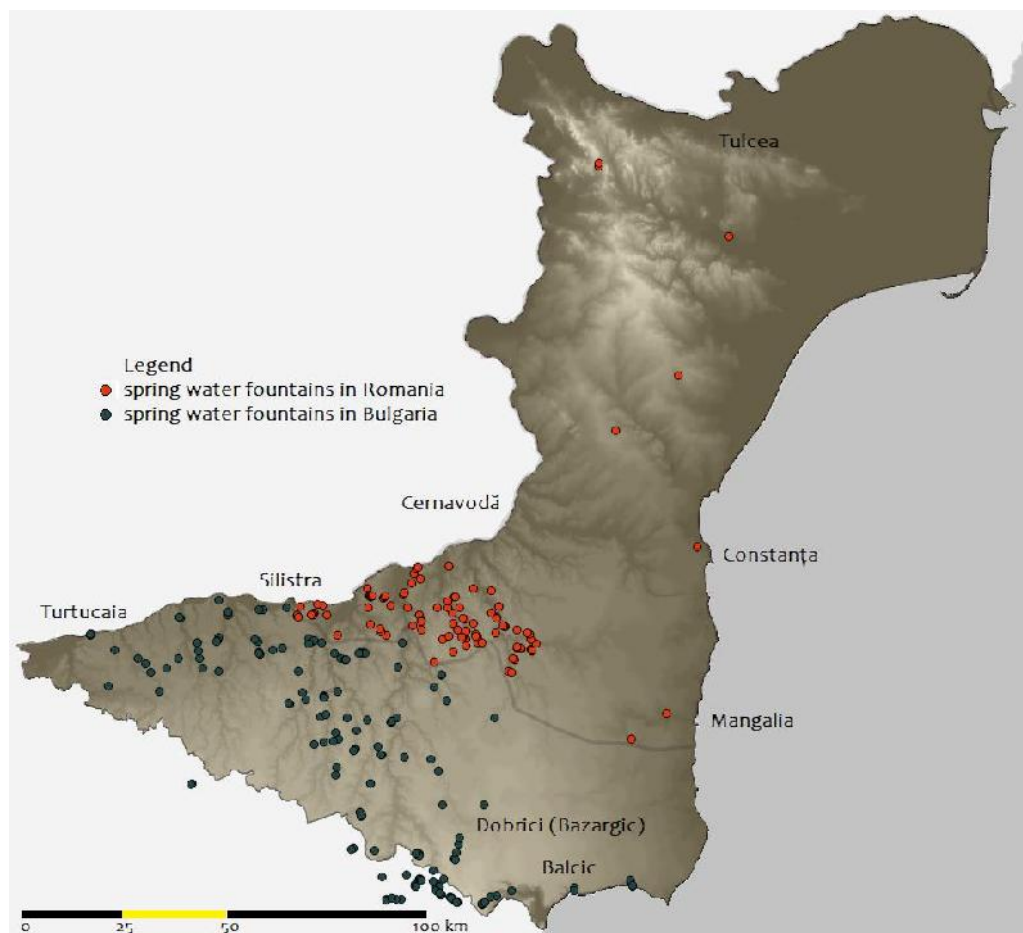 Tulcea
Legend
spring water fountains in Romania
spring water fountains in Bulgaria
Cernavodă
Constanța
Silistra
Turtucaia
Mangalia
Dobrici (Bazargic)
Balcic
0 25 50 100 km